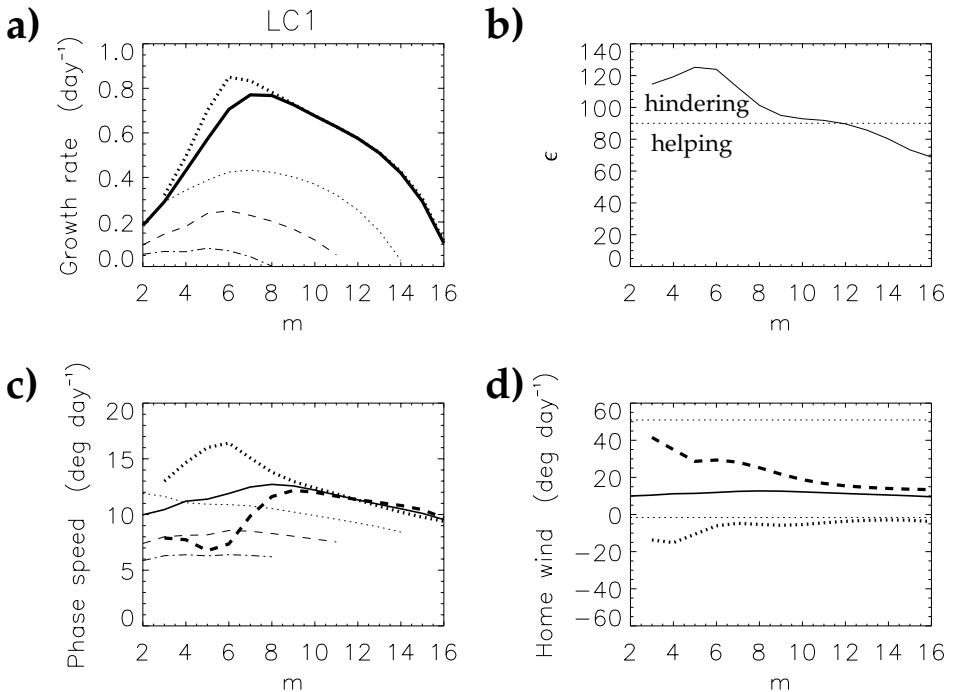 a)
LC1
Growth rate (day⁻¹)
1.0
0.8
0.6
0.4
0.2
0.0
2 4 6 8 10 12 14 16
m
b)
ϵ
140
120
100
80
60
40
20
0
hindering
helping
2 4 6 8 10 12 14 16
m
c)
Phase speed (deg day⁻¹)
20
15
10
5
0
2 4 6 8 10 12 14 16
m
d)
Home wind (deg day⁻¹)
60
40
20
0
−20
−40
−60
2 4 6 8 10 12 14 16
m